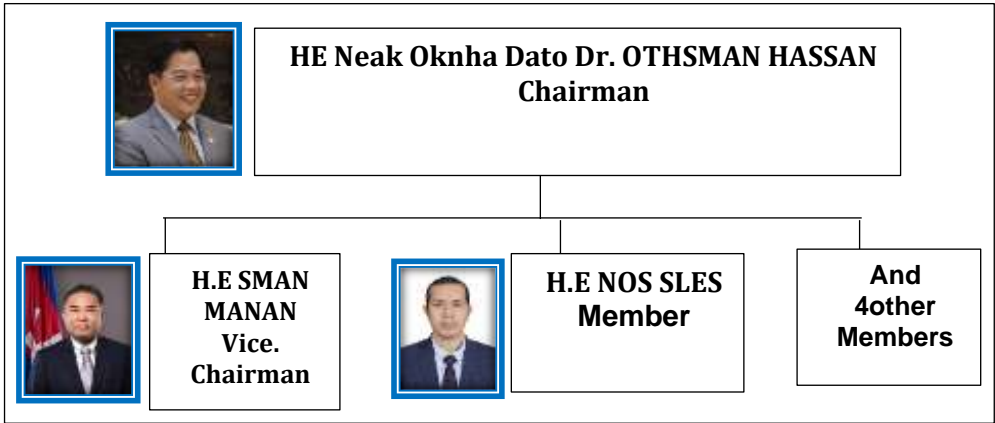 HE Neak Oknha Dato Dr. OTHSMAN HASSAN
Chairman
H.E SMAN
MANAN
Vice.
Chairman
H.E NOS SLES
Member
And
4other
Members